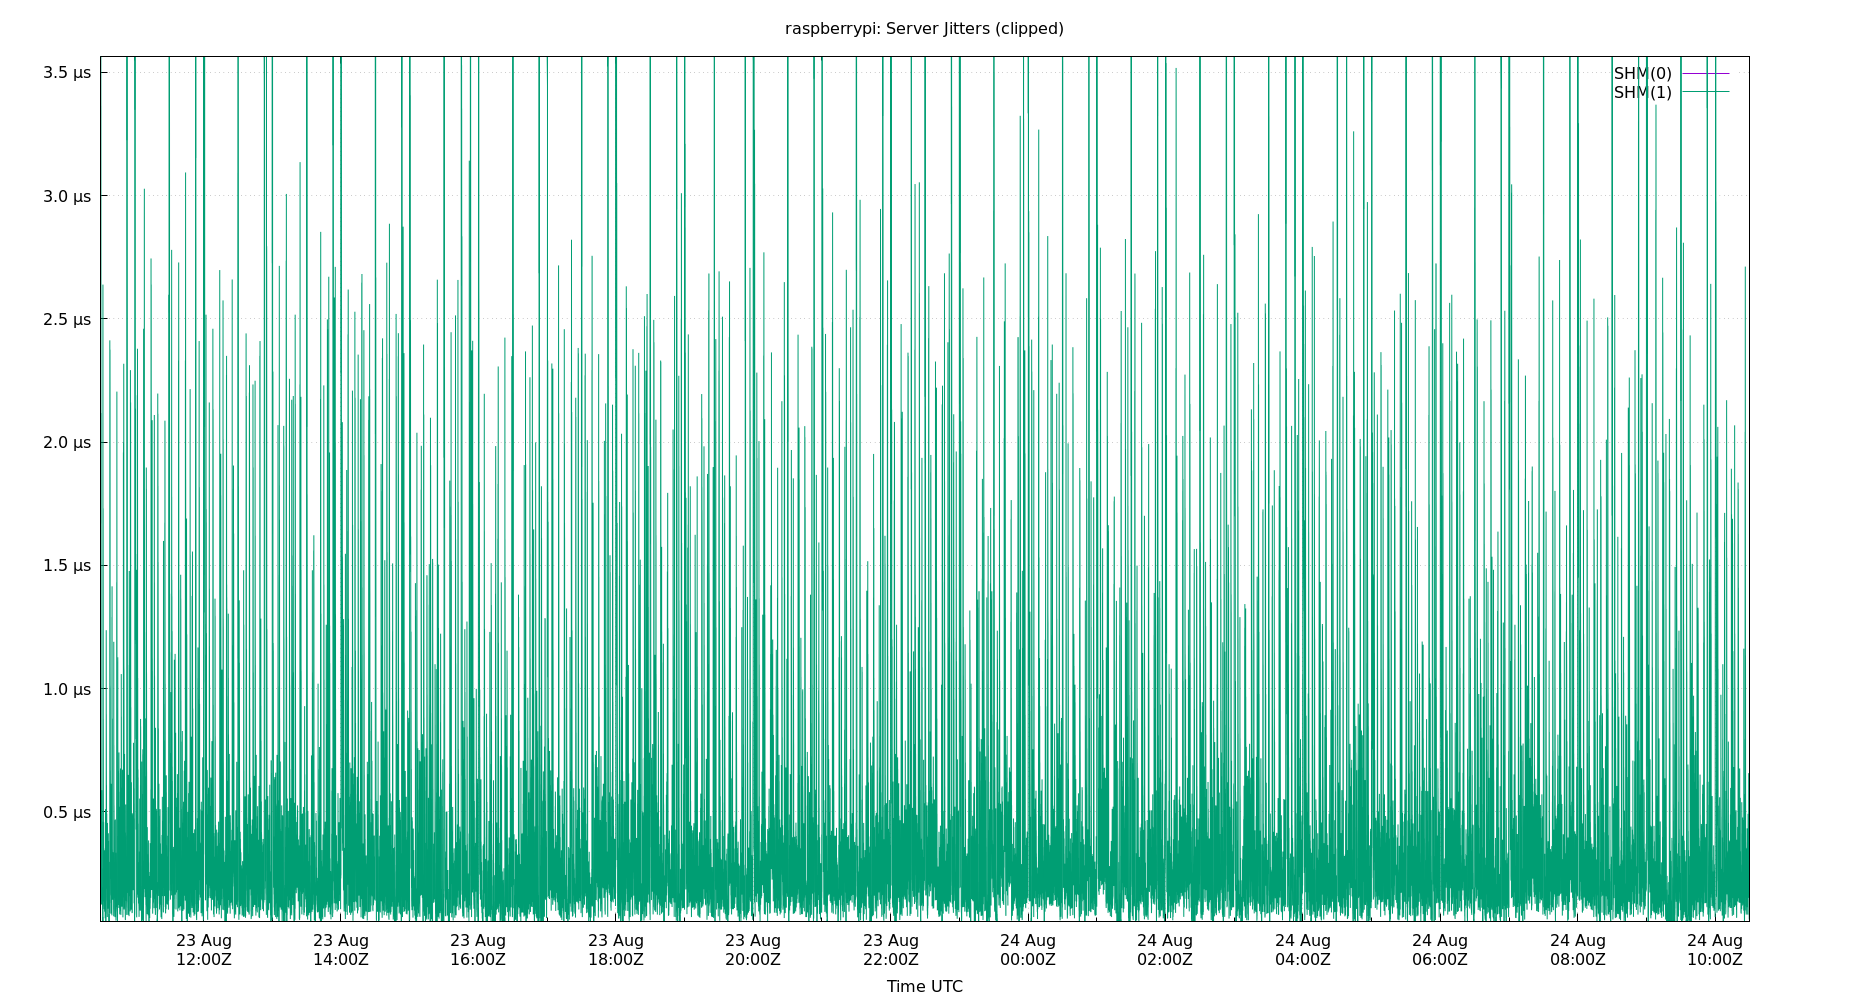 raspberrypi: Server Jitters (clipped)
3.5 µs
3.0 µs
2.5 µs
2.0 µs
1.5 µs
1.0 µs
0.5 µs
SHM(0)
SHM(1)
23 Aug 23 Aug 23 Aug 23 Aug 23 Aug 23 Aug 24 Aug 24 Aug 24 Aug 24 Aug 24 Aug 24 Aug
12:00Z 14:00Z 16:00Z 18:00Z 20:00Z 22:00Z 00:00Z 02:00Z 04:00Z 06:00Z 08:00Z 10:00Z
Time UTC